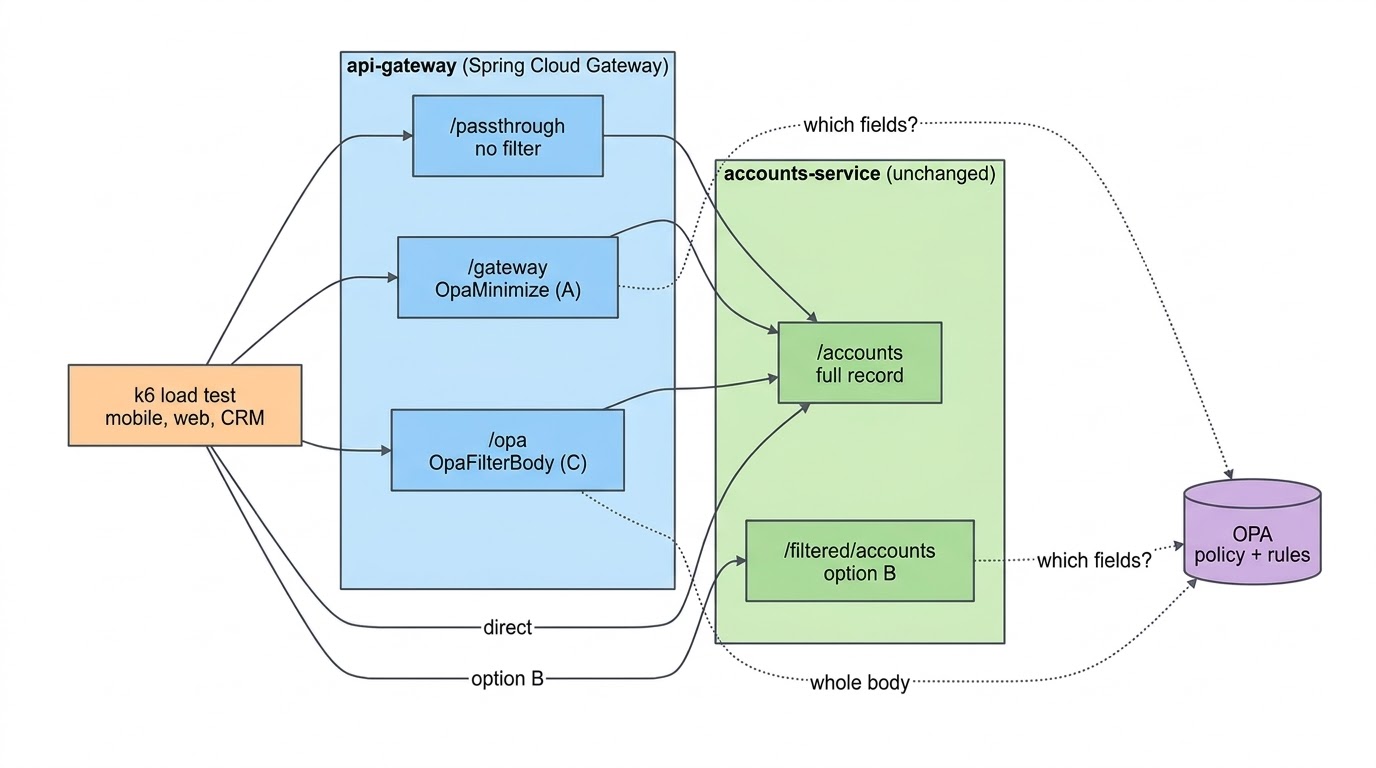 api-gateway (Spring Cloud Gateway)
/passthrough
no filter
which fields?
accounts-service (unchanged)
/gateway
OpaMinimize (A)
/accounts
full record
k6 load test
mobile, web, CRM
/opa
OpaFilterBody (C)
OPA
policy + rules
/filtered/accounts
option B
which fields?
direct
option B
whole body